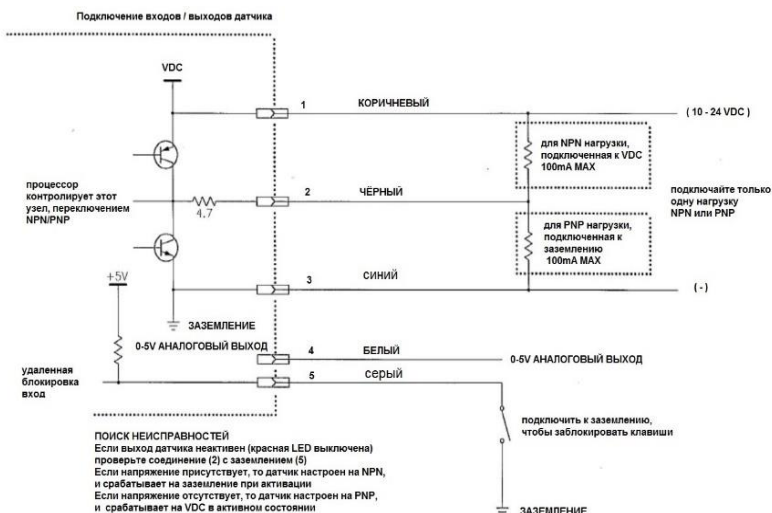 Подключение входов / выходов датчика
VDC
1
КОРИЧНЕВЫЙ
( 10 - 24 VDC )
для NPN нагрузки,
подключенная к VDC
100mA MAX
процессор
контролирует этот
узел, переключением
NPN/PNP
4.7
2
ЧЁРНЫЙ
подключайте только
одну нагрузку
NPN или PNP
для PNP нагрузки,
подключенная к
заземлению
100mA MAX
+5V
3
СИНИЙ
( - )
ЗАЗЕМЛЕНИЕ
0-5V АНАЛОГОВЫЙ ВЫХОД
4
БЕЛЫЙ
0-5V АНАЛОГОВЫЙ ВЫХОД
удаленная
блокировка
вход
5
серый
подключить к заземлению,
чтобы заблокировать клавиши
ЗАЗЕМЛЕНИЕ
ПОИСК НЕИСПРАВНОСТЕЙ
Если выход датчика неактивен (красная LED выключена)
проверьте соединение (2) с заземлением (5)
Если напряжение присутствует, то датчик настроен на NPN,
и срабатывает на заземление при активации
Если напряжение отсутствует, то датчик настроен на PNP,
и срабатывает на VDC в активном состоянии